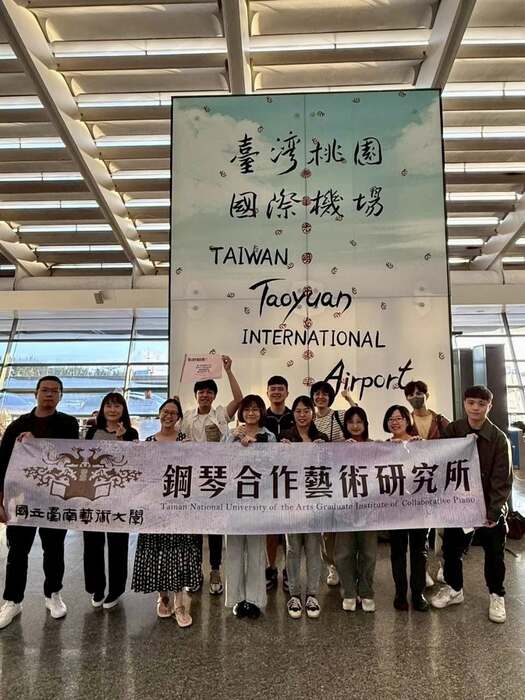 臺灣桃園
國際機場
TAIWAN
Taoyuan
INTERNATIONAL
Airport
鋼琴合作藝術研究所
Tainan National University of the Arts Graduate Institute of Collaborative Piano
國立臺南藝術大學